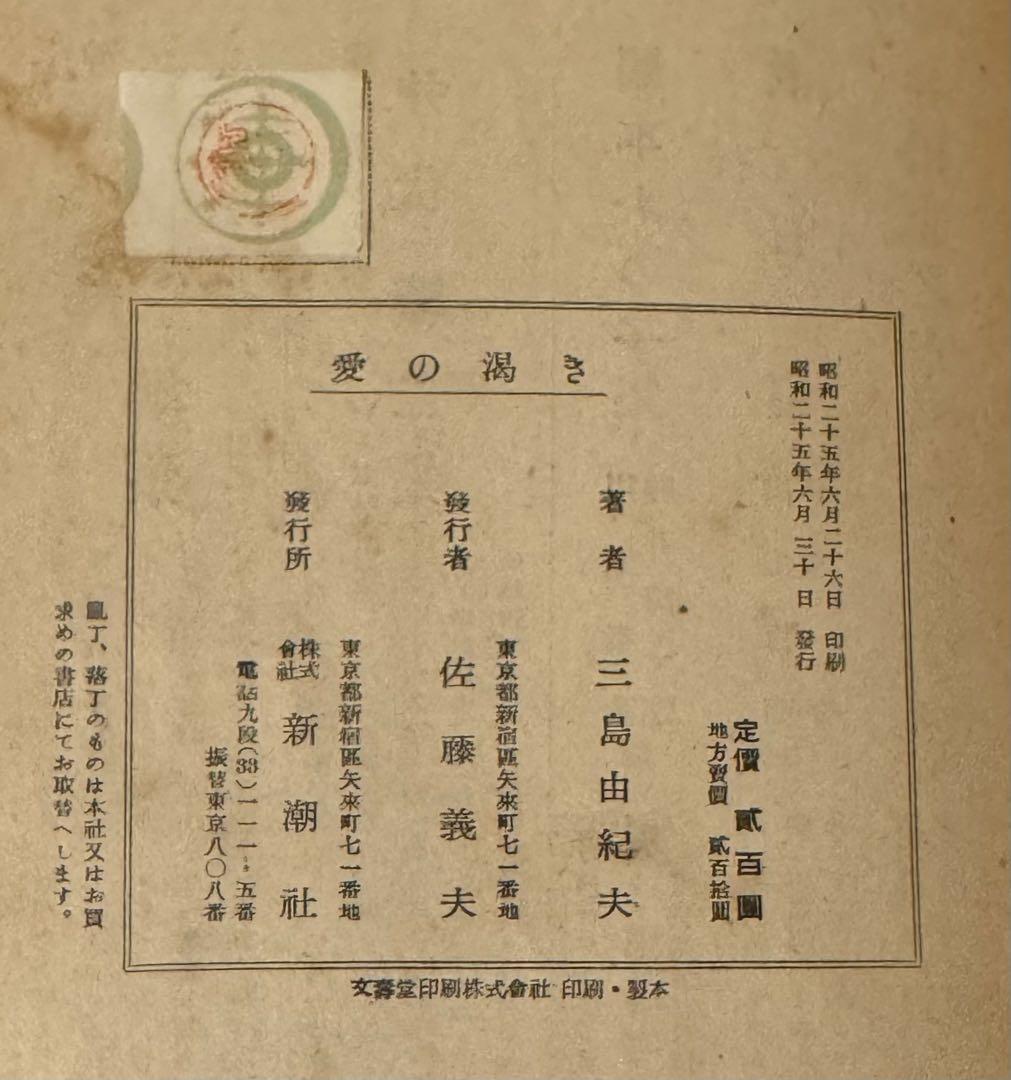 愛の渇き
昭和二十五年六月二十六日 印刷
昭和二十五年六月三十日 發行
定價 貳百圓
地方賣價 貳百拾圓
著者 三島由紀夫
東京都新宿區矢來町七一番地
發行者 佐藤義夫
東京都新宿區矢來町七一番地
發行所 株式會社 新潮社
電話九段(33)一一一・五番
振替東京八〇八番
亂丁、落丁のものは本社又はお買
求めの書店にてお取替へします。
文壽堂印刷株式會社 印刷・製本